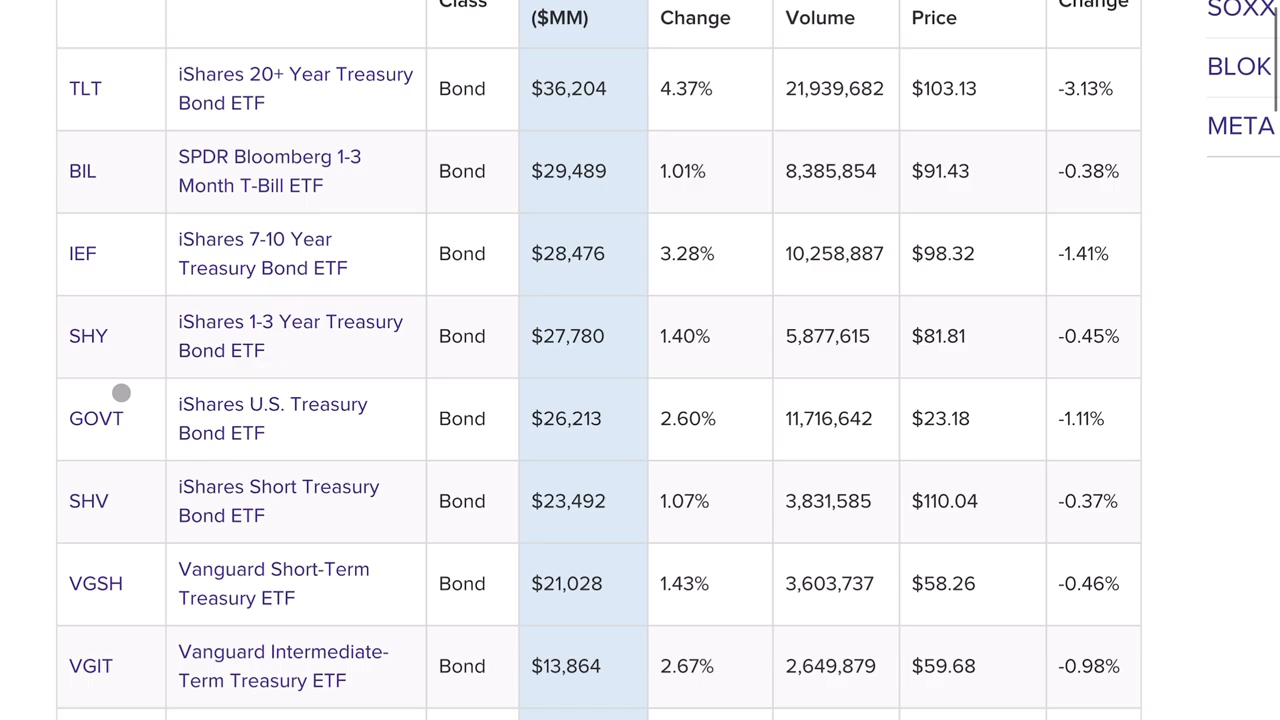 Class
($MM)
Change
Volume
Price
Change
TLT
iShares 20+ Year Treasury
Bond ETF
Bond
$36,204
4.37%
21,939,682
$103.13
-3.13%
BIL
SPDR Bloomberg 1-3
Month T-Bill ETF
Bond
$29,489
1.01%
8,385,854
$91.43
-0.38%
IEF
iShares 7-10 Year
Treasury Bond ETF
Bond
$28,476
3.28%
10,258,887
$98.32
-1.41%
SHY
iShares 1-3 Year Treasury
Bond ETF
Bond
$27,780
1.40%
5,877,615
$81.81
-0.45%
GOVT
iShares U.S. Treasury
Bond ETF
Bond
$26,213
2.60%
11,716,642
$23.18
-1.11%
SHV
iShares Short Treasury
Bond ETF
Bond
$23,492
1.07%
3,831,585
$110.04
-0.37%
VGSH
Vanguard Short-Term
Treasury ETF
Bond
$21,028
1.43%
3,603,737
$58.26
-0.46%
VGIT
Vanguard Intermediate-
Term Treasury ETF
Bond
$13,864
2.67%
2,649,879
$59.68
-0.98%
SOXX
BLOK
META